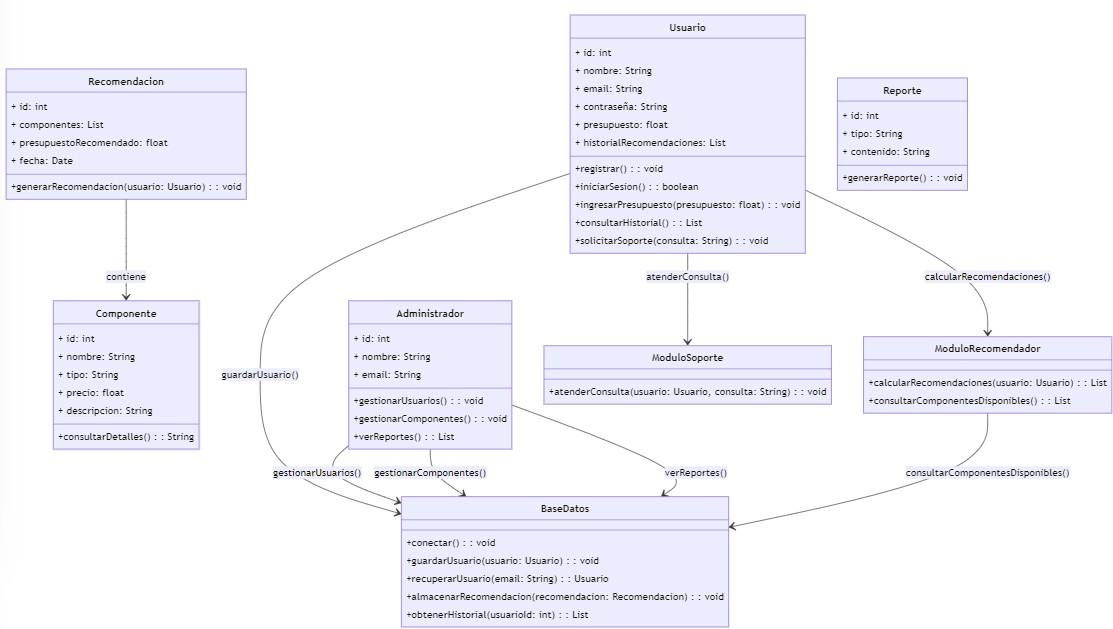 Usuario
+ id: int
+ nombre: String
+ email: String
+ contraseña: String
+ presupuesto: float
+ historialRecomendaciones: List
+registrar() : : void
+iniciarSesion() : : boolean
+ingresarPresupuesto(presupuesto: float) : : void
+consultarHistorial() : : List
+solicitarSoporte(consulta: String) : : void
Recomendacion
+ id: int
+ componentes: List
+ presupuestoRecomendado: float
+ fecha: Date
+generarRecomendacion(usuario: Usuario) : : void
Reporte
+ id: int
+ tipo: String
+ contenido: String
+generarReporte() : : void
contiene
atenderConsulta()
calcularRecomendaciones()
Componente
+ id: int
+ nombre: String
+ tipo: String
+ precio: float
+ descripcion: String
+consultarDetalles() : : String
guardarUsuario()
Administrador
+ id: int
+ nombre: String
+ email: String
+gestionarUsuarios() : : void
+gestionarComponentes() : : void
+verReportes() : : List
ModuloSoporte
+atenderConsulta(usuario: Usuario, consulta: String) : : void
ModuloRecomendador
+calcularRecomendaciones(usuario: Usuario) : : List
+consultarComponentesDisponibles() : : List
gestionarUsuarios()
gestionarComponentes()
verReportes()
consultarComponentesDisponibles()
BaseDatos
+conectar() : : void
+guardarUsuario(usuario: Usuario) : : void
+recuperarUsuario(email: String) : : Usuario
+almacenarRecomendacion(recomendacion: Recomendacion) : : void
+obtenerHistorial(usuarioId: int) : : List